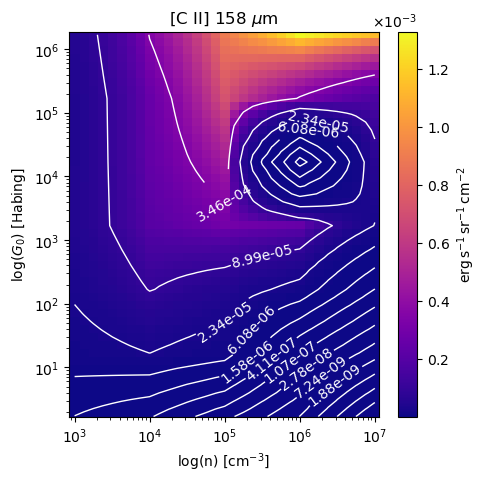 [C II] 158 μm
×10⁻³
log(G₀) [Habing]
10⁶
10⁵
10⁴
10³
10²
10¹
2.34e-05
6.08e-06
3.46e-04
8.99e-05
2.34e-05
6.08e-06
1.58e-06
4.11e-07
1.07e-07
2.78e-08
7.24e-09
1.88e-09
10³ 10⁴ 10⁵ 10⁶ 10⁷
log(n) [cm⁻³]
1.2
1.0
0.8
0.6
0.4
0.2
erg s⁻¹ sr⁻¹ cm⁻²